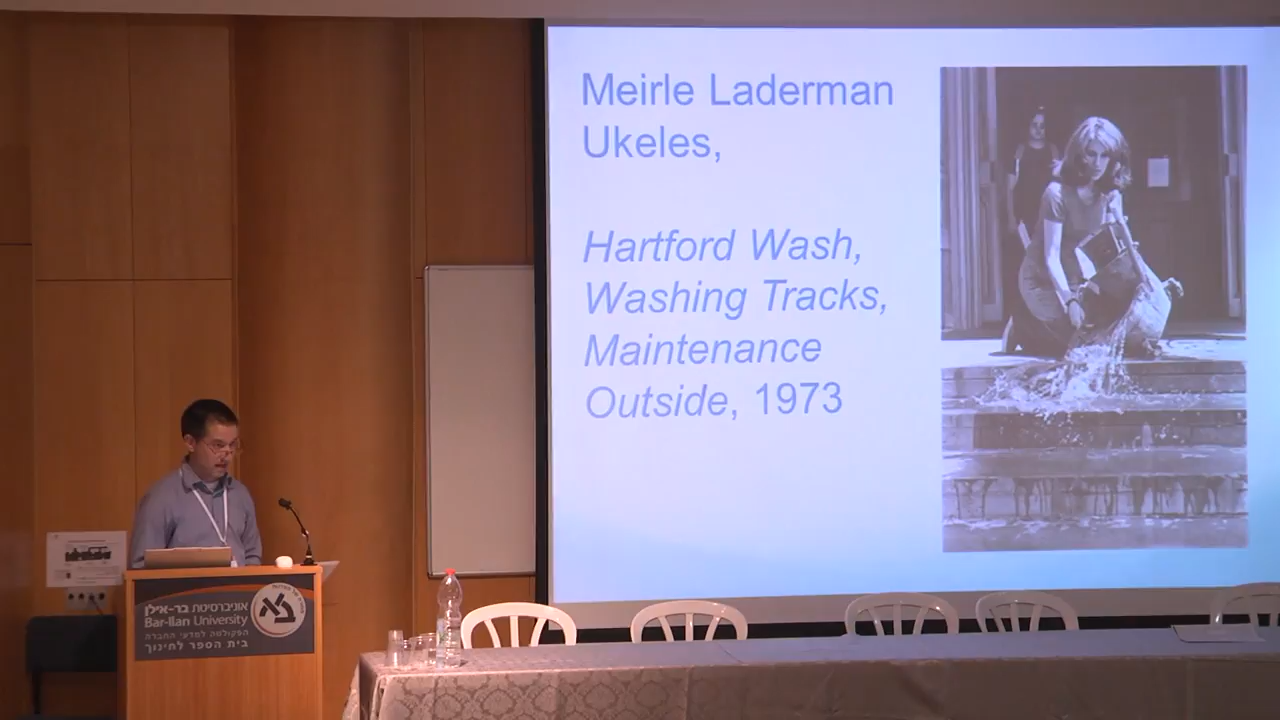 Meirle Laderman
Ukeles,
Hartford Wash,
Washing Tracks,
Maintenance
Outside, 1973
אוניברסיטת בר-אילן
Bar-Ilan University
הפקולטה למדעי החברה
בית הספר לחינוך